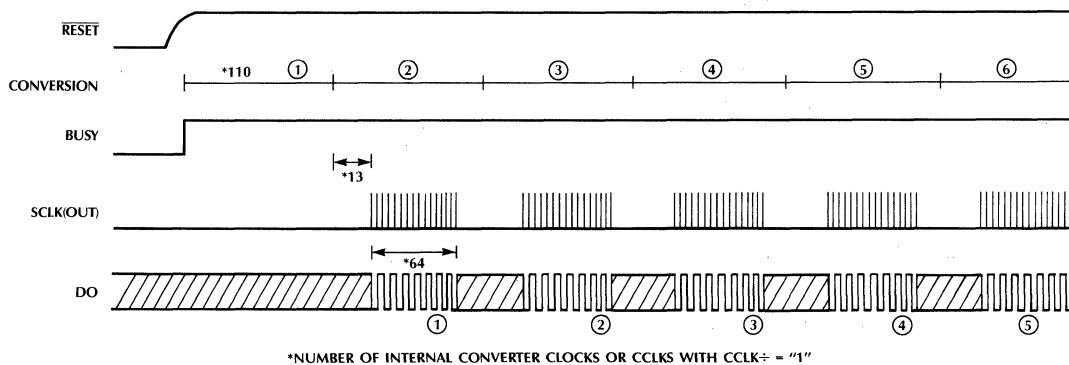 RESET
CONVERSION *110 ① ② ③ ④ ⑤ ⑥
BUSY
*13
SCLK(OUT)
*64
DO
① ② ③ ④ ⑤
*NUMBER OF INTERNAL CONVERTER CLOCKS OR CCLKS WITH CCLK÷ = "1"